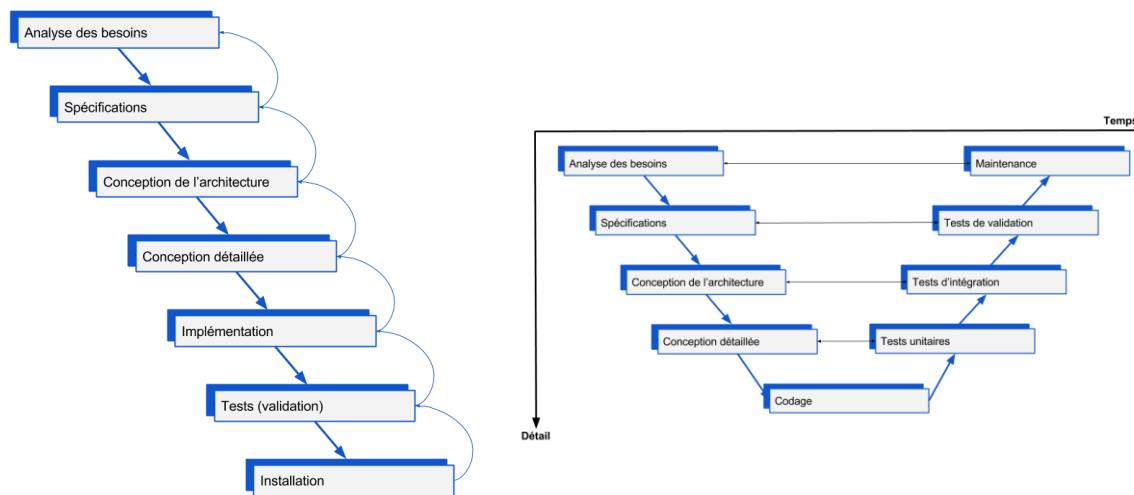 Analyse des besoins
Spécifications
Conception de l'architecture
Conception détaillée
Implémentation
Tests (validation)
Installation
Temps
Analyse des besoins
Maintenance
Spécifications
Tests de validation
Conception de l'architecture
Tests d'intégration
Conception détaillée
Tests unitaires
Codage
Détail